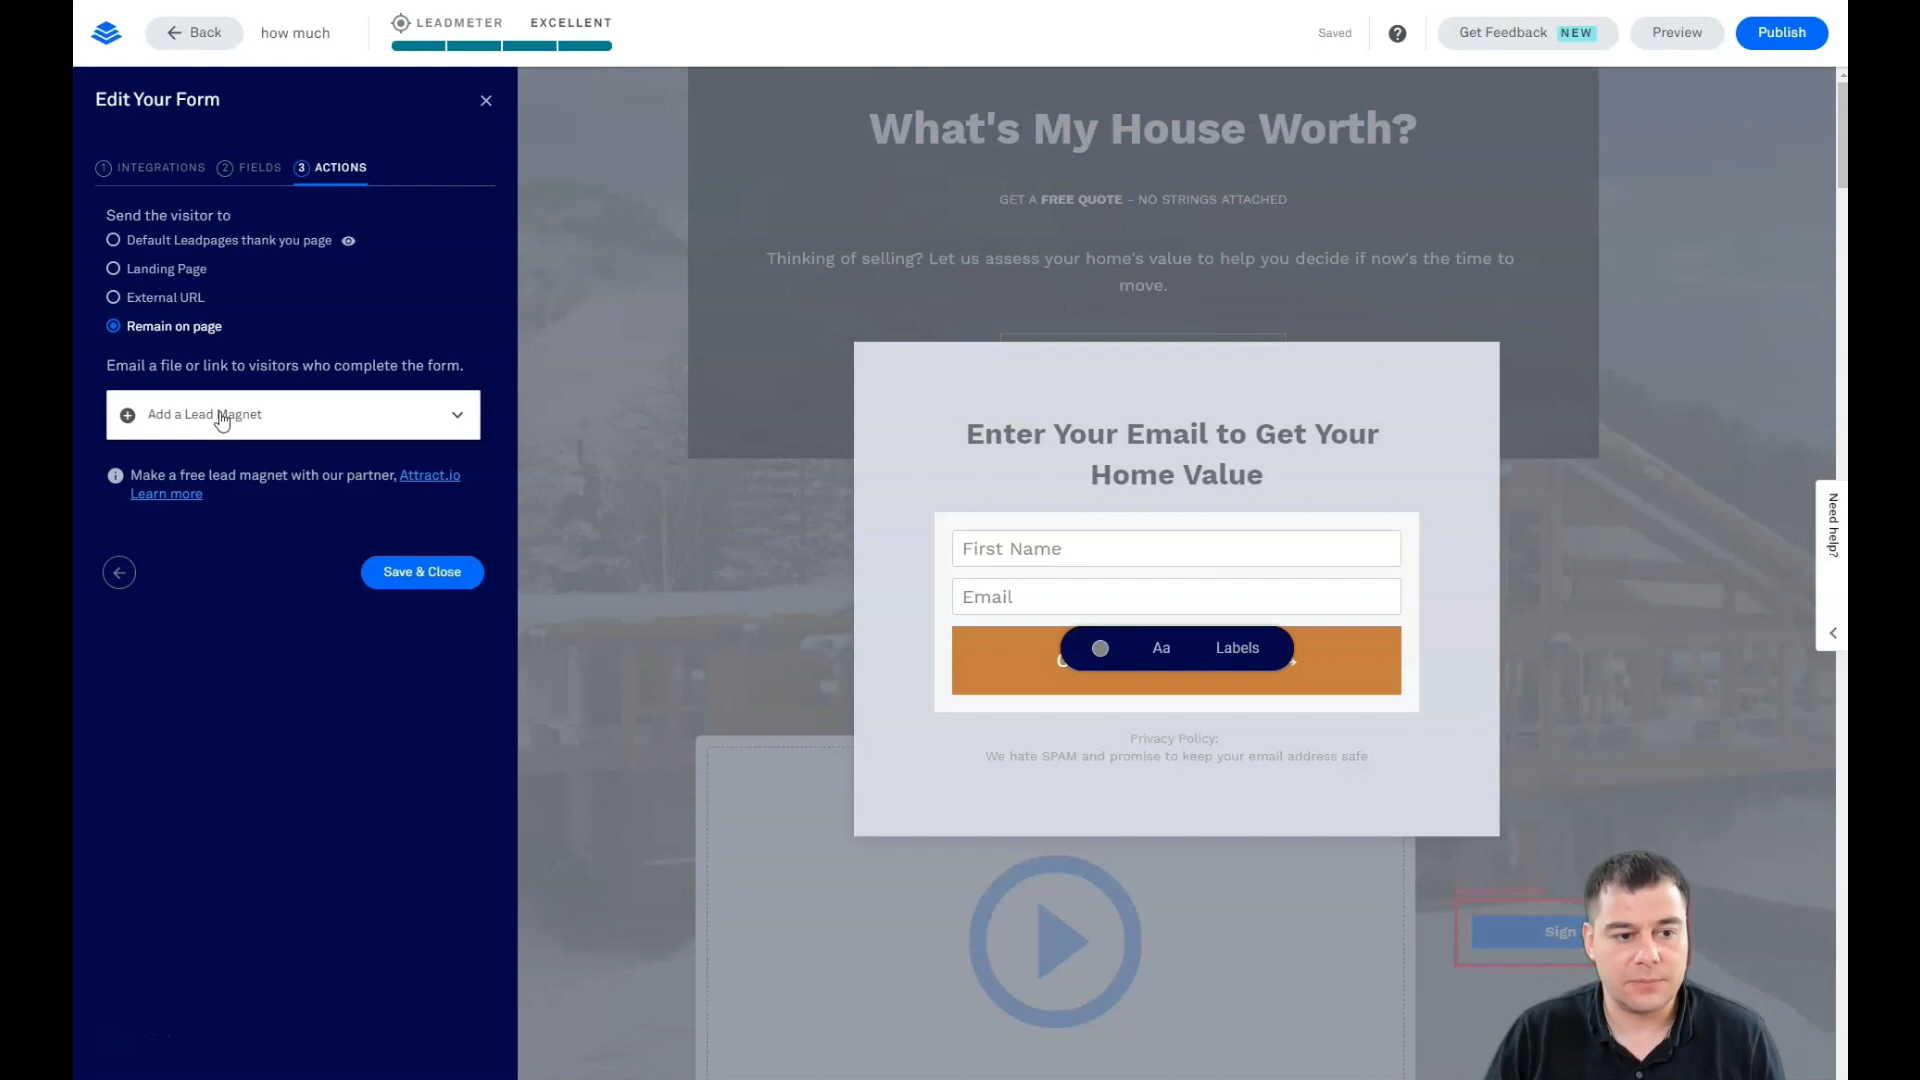 Back
how much
LEADMETER EXCELLENT
Saved
?
Get Feedback NEW
Preview
Publish
Edit Your Form
1 INTEGRATIONS 2 FIELDS 3 ACTIONS
Send the visitor to
Default Leadpages thank you page
Landing Page
External URL
Remain on page
Email a file or link to visitors who complete the form.
Add a Lead Magnet
Make a free lead magnet with our partner, Attract.io
Learn more
Save & Close
What's My House Worth?
GET A FREE QUOTE - NO STRINGS ATTACHED
Thinking of selling? Let us assess your home's value to help you decide if now's the time to
move.
Enter Your Email to Get Your
Home Value
First Name
Email
Aa Labels
Privacy Policy:
We hate SPAM and promise to keep your email address safe
Need help?
Sign